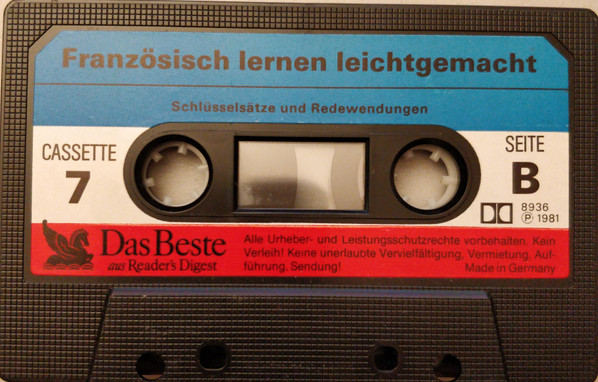 Französisch lernen leichtgemacht
Schlüsselsätze und Redewendungen
CASSETTE
7
SEITE
B
8936
Ⓟ 1981
Das Beste
aus Reader's Digest
Alle Urheber- und Leistungsschutzrechte vorbehalten. Kein
Verleih! Keine unerlaubte Vervielfältigung, Vermietung, Auf-
führung, Sendung! Made in Germany